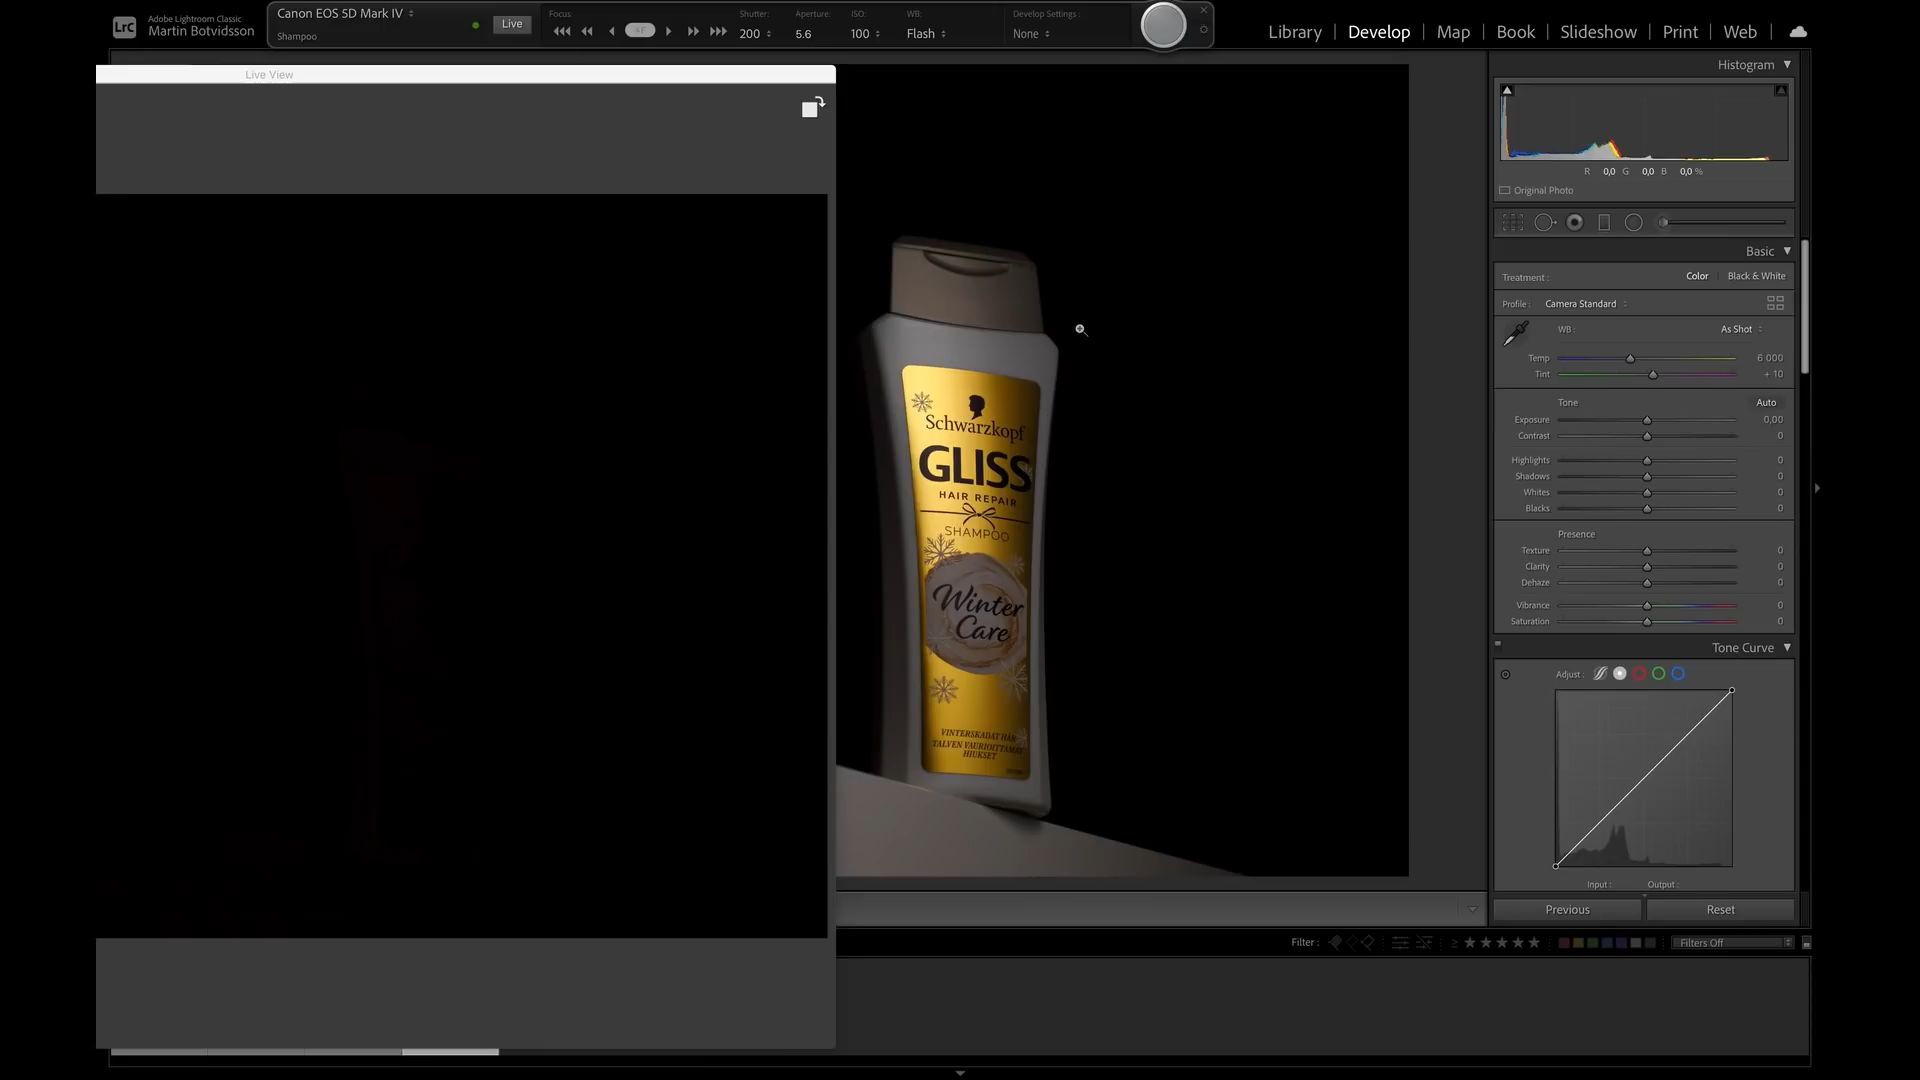 Lrc
Adobe Lightroom Classic
Martin Botvidsson
Canon EOS 5D Mark IV
Shampoo
Live
Focus:
AF
Shutter:
200
Aperture:
5.6
ISO:
100
WB:
Flash
Develop Settings :
None
Library
Develop
Map
Book
Slideshow
Print
Web
Live View
Histogram
R 0,0 G 0,0 B 0,0 %
Original Photo
Basic
Treatment : Color Black & White
Profile : Camera Standard
WB : As Shot
Temp 6 000
Tint + 10
Tone Auto
Exposure 0,00
Contrast 0
Highlights 0
Shadows 0
Whites 0
Blacks 0
Presence
Texture 0
Clarity 0
Dehaze 0
Vibrance 0
Saturation 0
Tone Curve
Adjust :
Input : Output :
Previous Reset
Filter :
Filters Off
Schwarzkopf
GLISS
HAIR REPAIR
SHAMPOO
Winter
Care
VINTERSKADAT HÅR
TALVEN VAURIOITTAMAT
HIUKSET